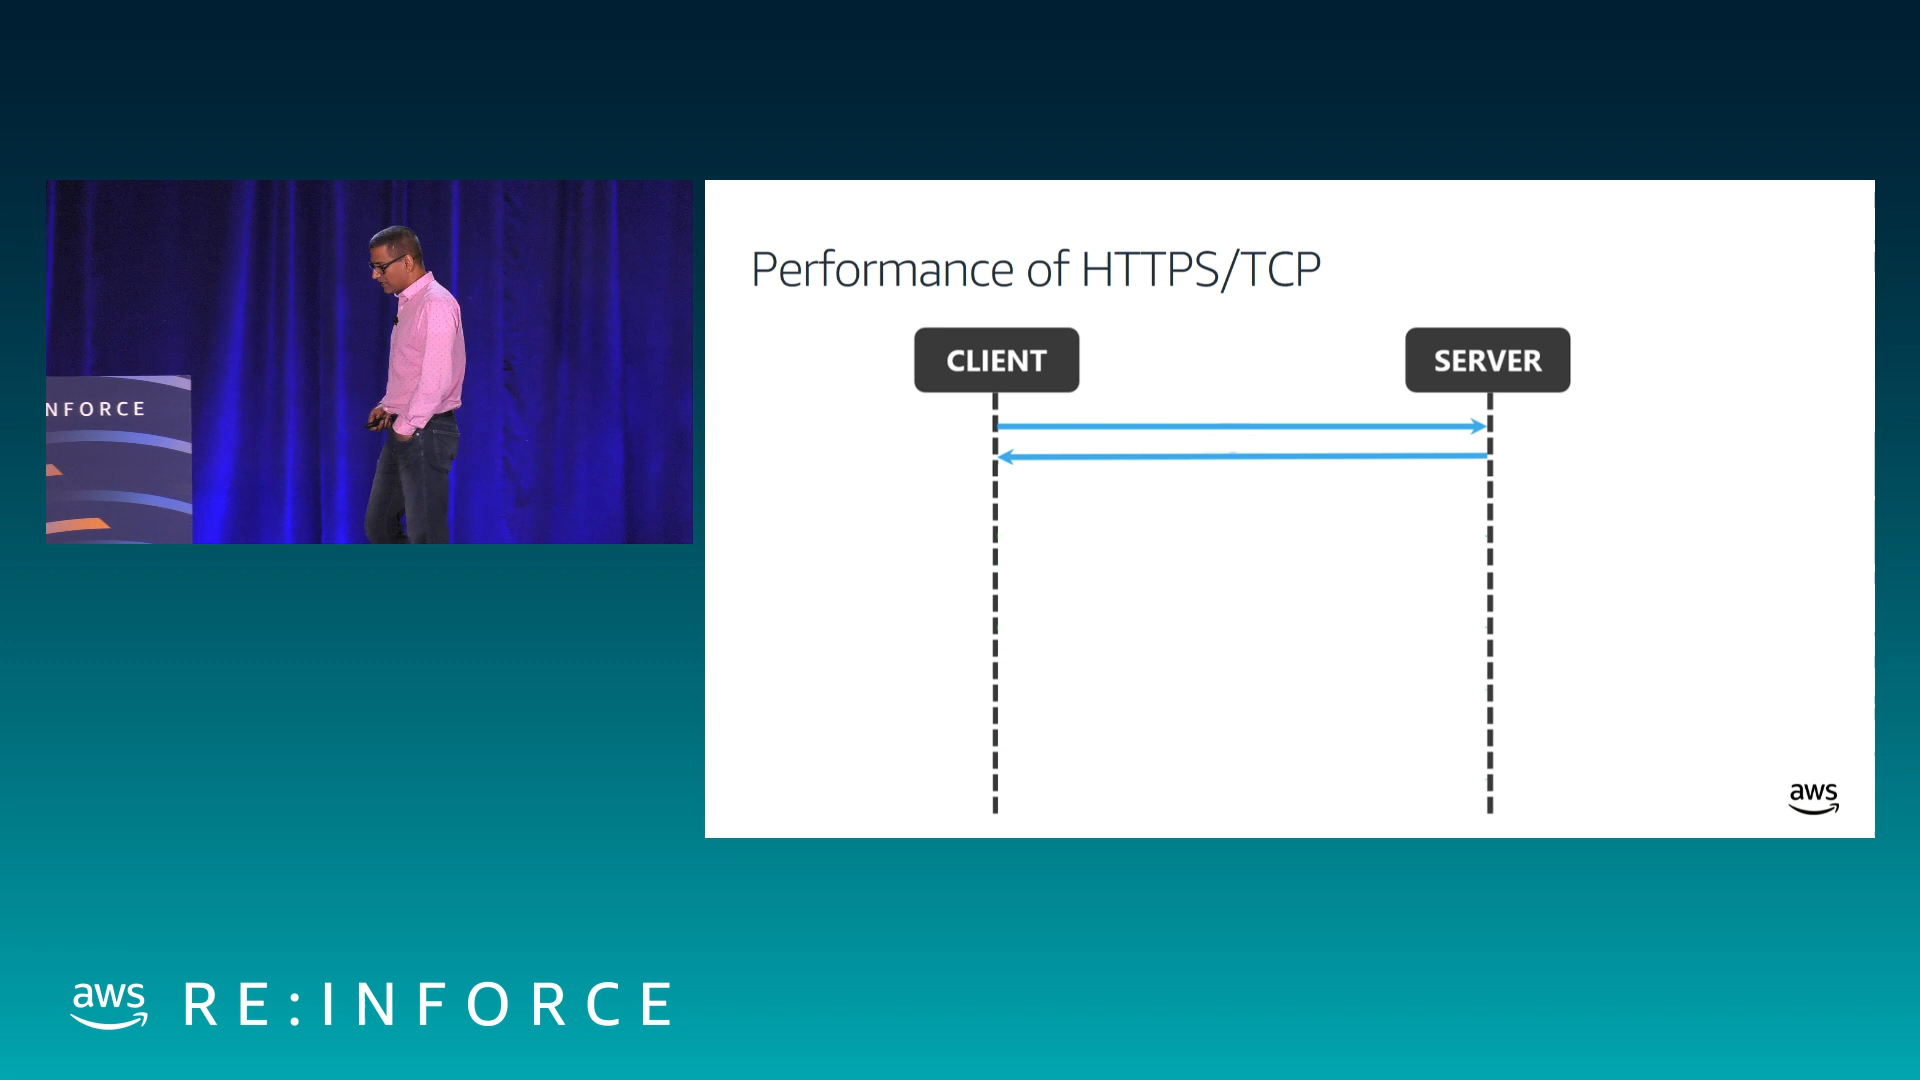 NFORCE
Performance of HTTPS/TCP
CLIENT
SERVER
aws
aws RE:INFORCE